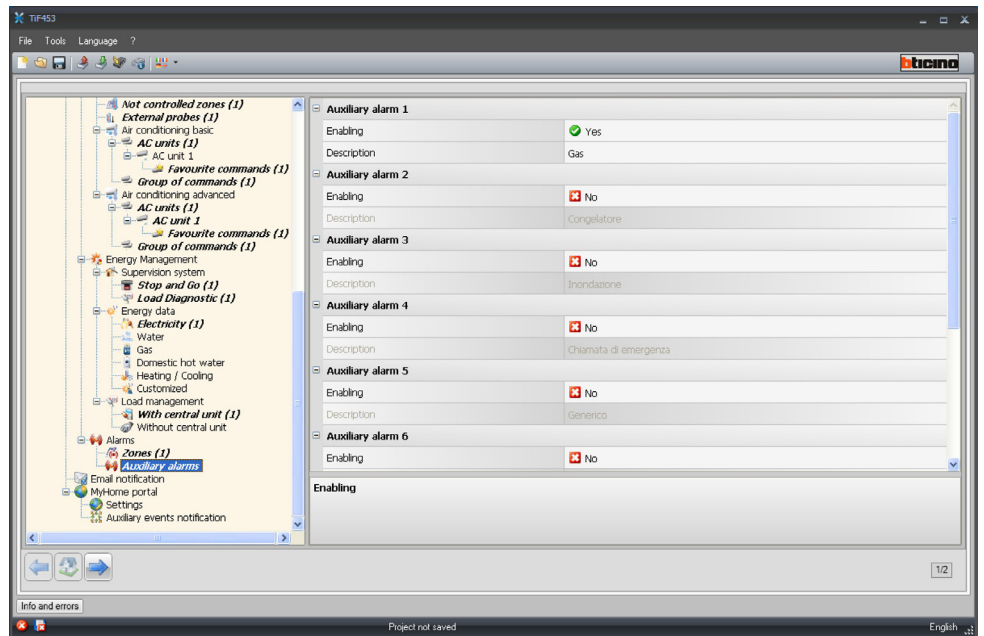 TiF453
File Tools Language ?
bticino
Not controlled zones (1)
External probes (1)
Air conditioning basic
AC units (1)
AC unit 1
Favourite commands (1)
Group of commands (1)
Air conditioning advanced
AC units (1)
AC unit 1
Favourite commands (1)
Group of commands (1)
Energy Management
Supervision system
Stop and Go (1)
Load Diagnostic (1)
Energy data
Electricity (1)
Water
Gas
Domestic hot water
Heating / Cooling
Customized
Load management
With central unit (1)
Without central unit
Alarms
Zones (1)
Auxiliary alarms
Email notification
MyHome portal
Settings
Auxiliary events notification
Auxiliary alarm 1
Enabling Yes
Description Gas
Auxiliary alarm 2
Enabling No
Description Congelatore
Auxiliary alarm 3
Enabling No
Description Inondazione
Auxiliary alarm 4
Enabling No
Description Chiamata di emergenza
Auxiliary alarm 5
Enabling No
Description Generico
Auxiliary alarm 6
Enabling No
Enabling
1/2
Info and errors
Project not saved
English